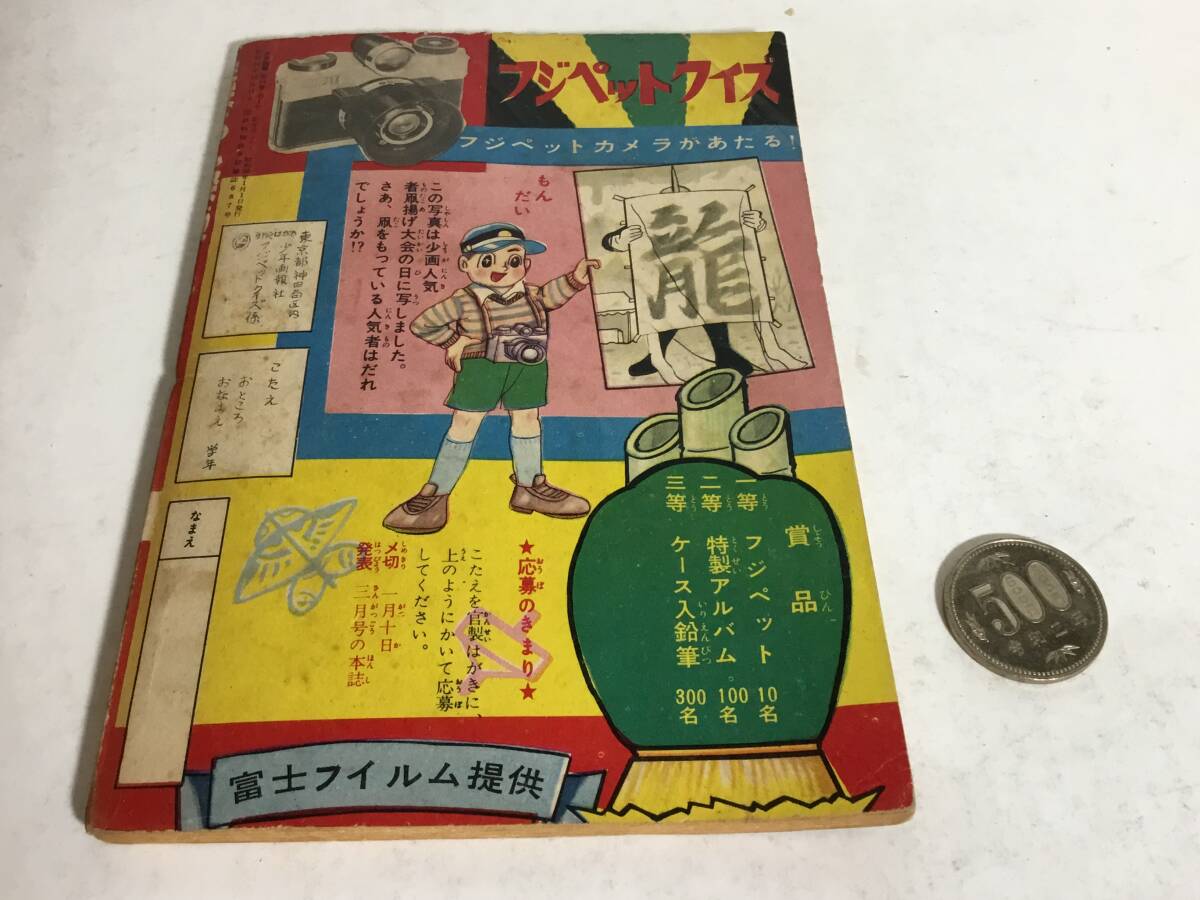 フジペットクイズ
フジペットカメラがあたる!
もんだい
この写真は少画人気
者凧揚げ大会の日に写しました。
さあ、凧をもっている人気者はだれ
でしょうか!?
龍
東京都神田局区内
少年画報社
フジペットクイズ係
こたえ
おところ
おなまえ 学年
なまえ
賞品
一等 フジペット 10名
二等 特製アルバム。 100名
三等 ケース入鉛筆 300名
★応募のきまり★
こたえを官製はがきに、
上のようにかいて応募
してください。
〆切 一月十日
発表 三月号の本誌
富士フイルム提供
500